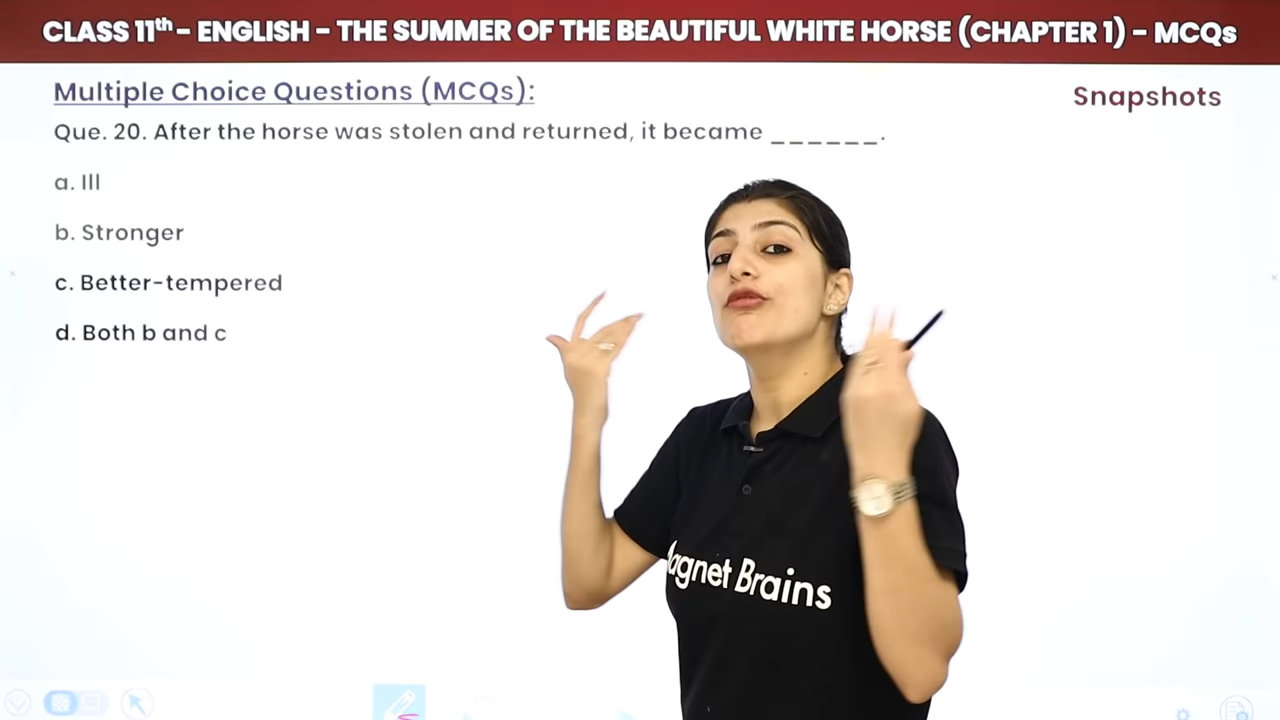 CLASS 11th - ENGLISH - THE SUMMER OF THE BEAUTIFUL WHITE HORSE (CHAPTER 1) - MCQs
Multiple Choice Questions (MCQs):
Snapshots
Que. 20. After the horse was stolen and returned, it became ______.
a. Ill
b. Stronger
c. Better-tempered
d. Both b and c
Magnet Brains